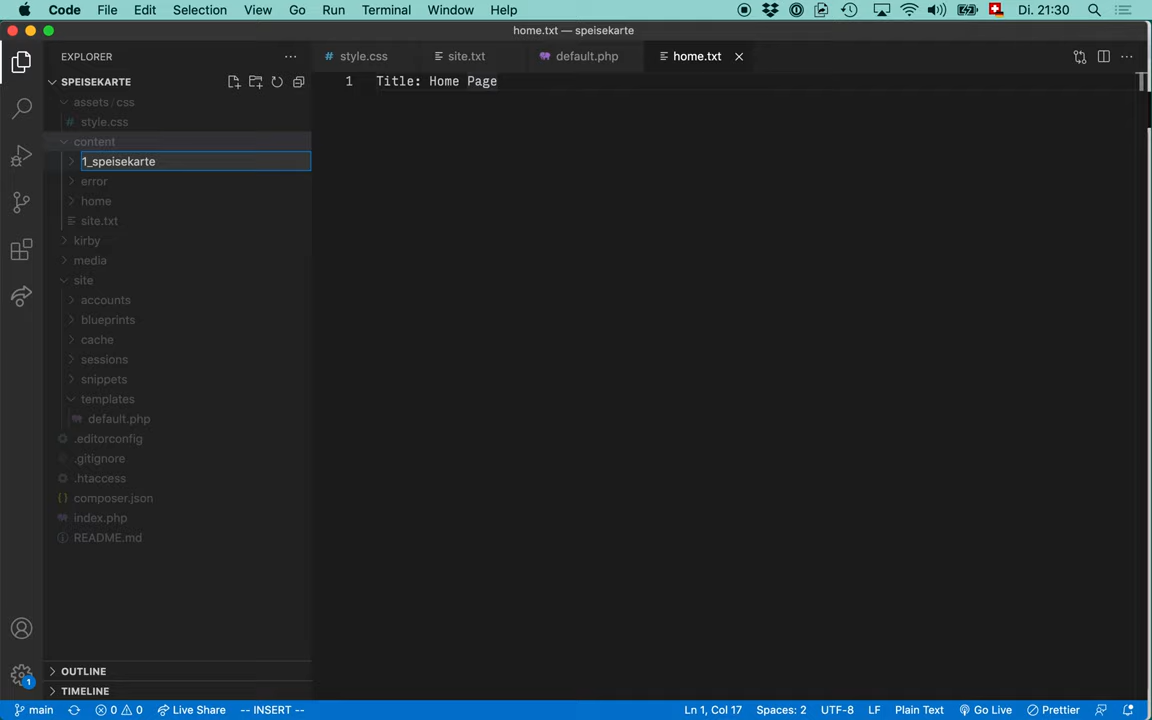 Code File Edit Selection View Go Run Terminal Window Help Di. 21:30
home.txt — speisekarte
EXPLORER
style.css site.txt default.php home.txt
SPEISEKARTE
1 Title: Home Page
assets / css
style.css
content
1_speisekarte
error
home
site.txt
kirby
media
site
accounts
blueprints
cache
sessions
snippets
templates
default.php
.editorconfig
.gitignore
.htaccess
composer.json
index.php
README.md
OUTLINE
TIMELINE
1
main 0 0 Live Share -- INSERT -- Ln 1, Col 17 Spaces: 2 UTF-8 LF Plain Text Go Live Prettier